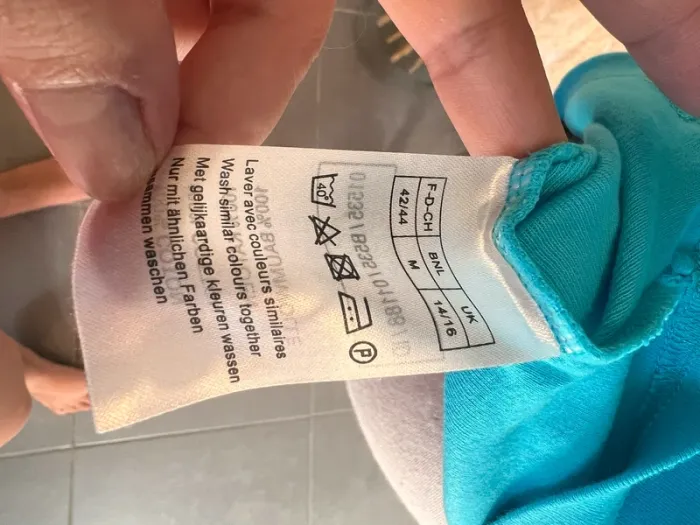 F-D-CH BNL UK
42/44 M 14/16
40 P
Laver avec couleurs similaires
Wash similar colours together
Met gelijkaardige kleuren wassen
Nur mit ähnlichen Farben
waschen